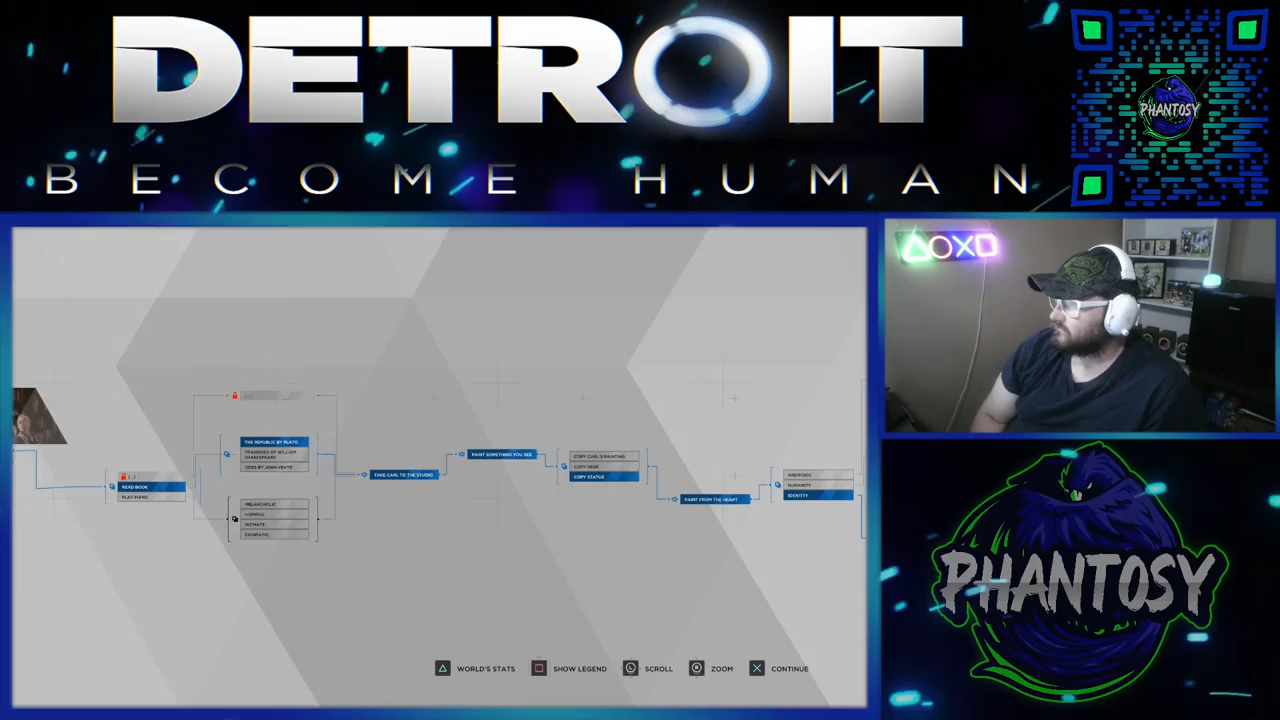 DETROIT
BECOME HUMAN
PHANTOSY
THE REPUBLIC BY PLATO
TRAGEDIES OF WILLIAM
SHAKESPEARE
ODES BY JOHN KEATS
READ BOOK
PLAY PIANO
MELANCHOLIC
HOPEFUL
INTIMATE
ENIGMATIC
TAKE CARL TO THE STUDIO
PAINT SOMETHING YOU SEE
COPY CARL'S PAINTING
COPY DESK
COPY STATUE
PAINT FROM THE HEART
ANDROIDS
HUMANITY
IDENTITY
WORLD'S STATS
SHOW LEGEND
L SCROLL
R ZOOM
CONTINUE
PHANTOSY